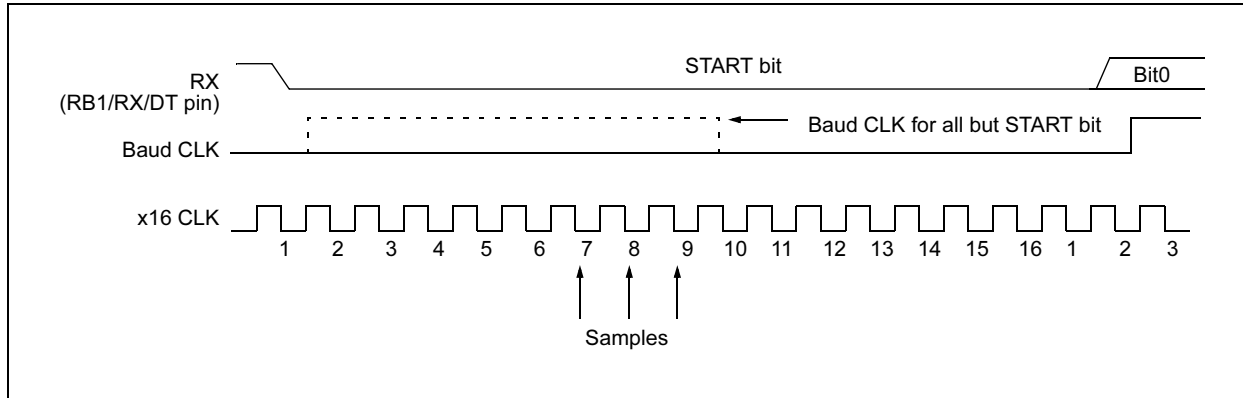 START bit
RX
(RB1/RX/DT pin)
Bit0
Baud CLK for all but START bit
Baud CLK
x16 CLK
1 2 3 4 5 6 7 8 9 10 11 12 13 14 15 16 1 2 3
Samples